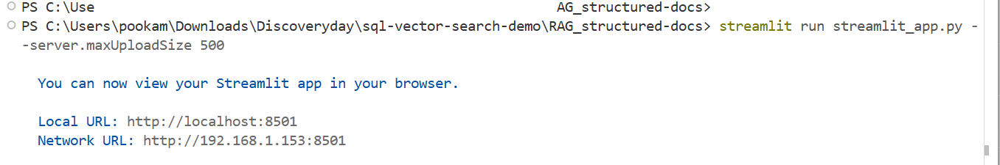 PS C:\Use AG_structured-docs>
PS C:\Users\pookam\Downloads\Discoveryday\sql-vector-search-demo\RAG_structured-docs> streamlit run streamlit_app.py -
-server.maxUploadSize 500
You can now view your Streamlit app in your browser.
Local URL: http://localhost:8501
Network URL: http://192.168.1.153:8501